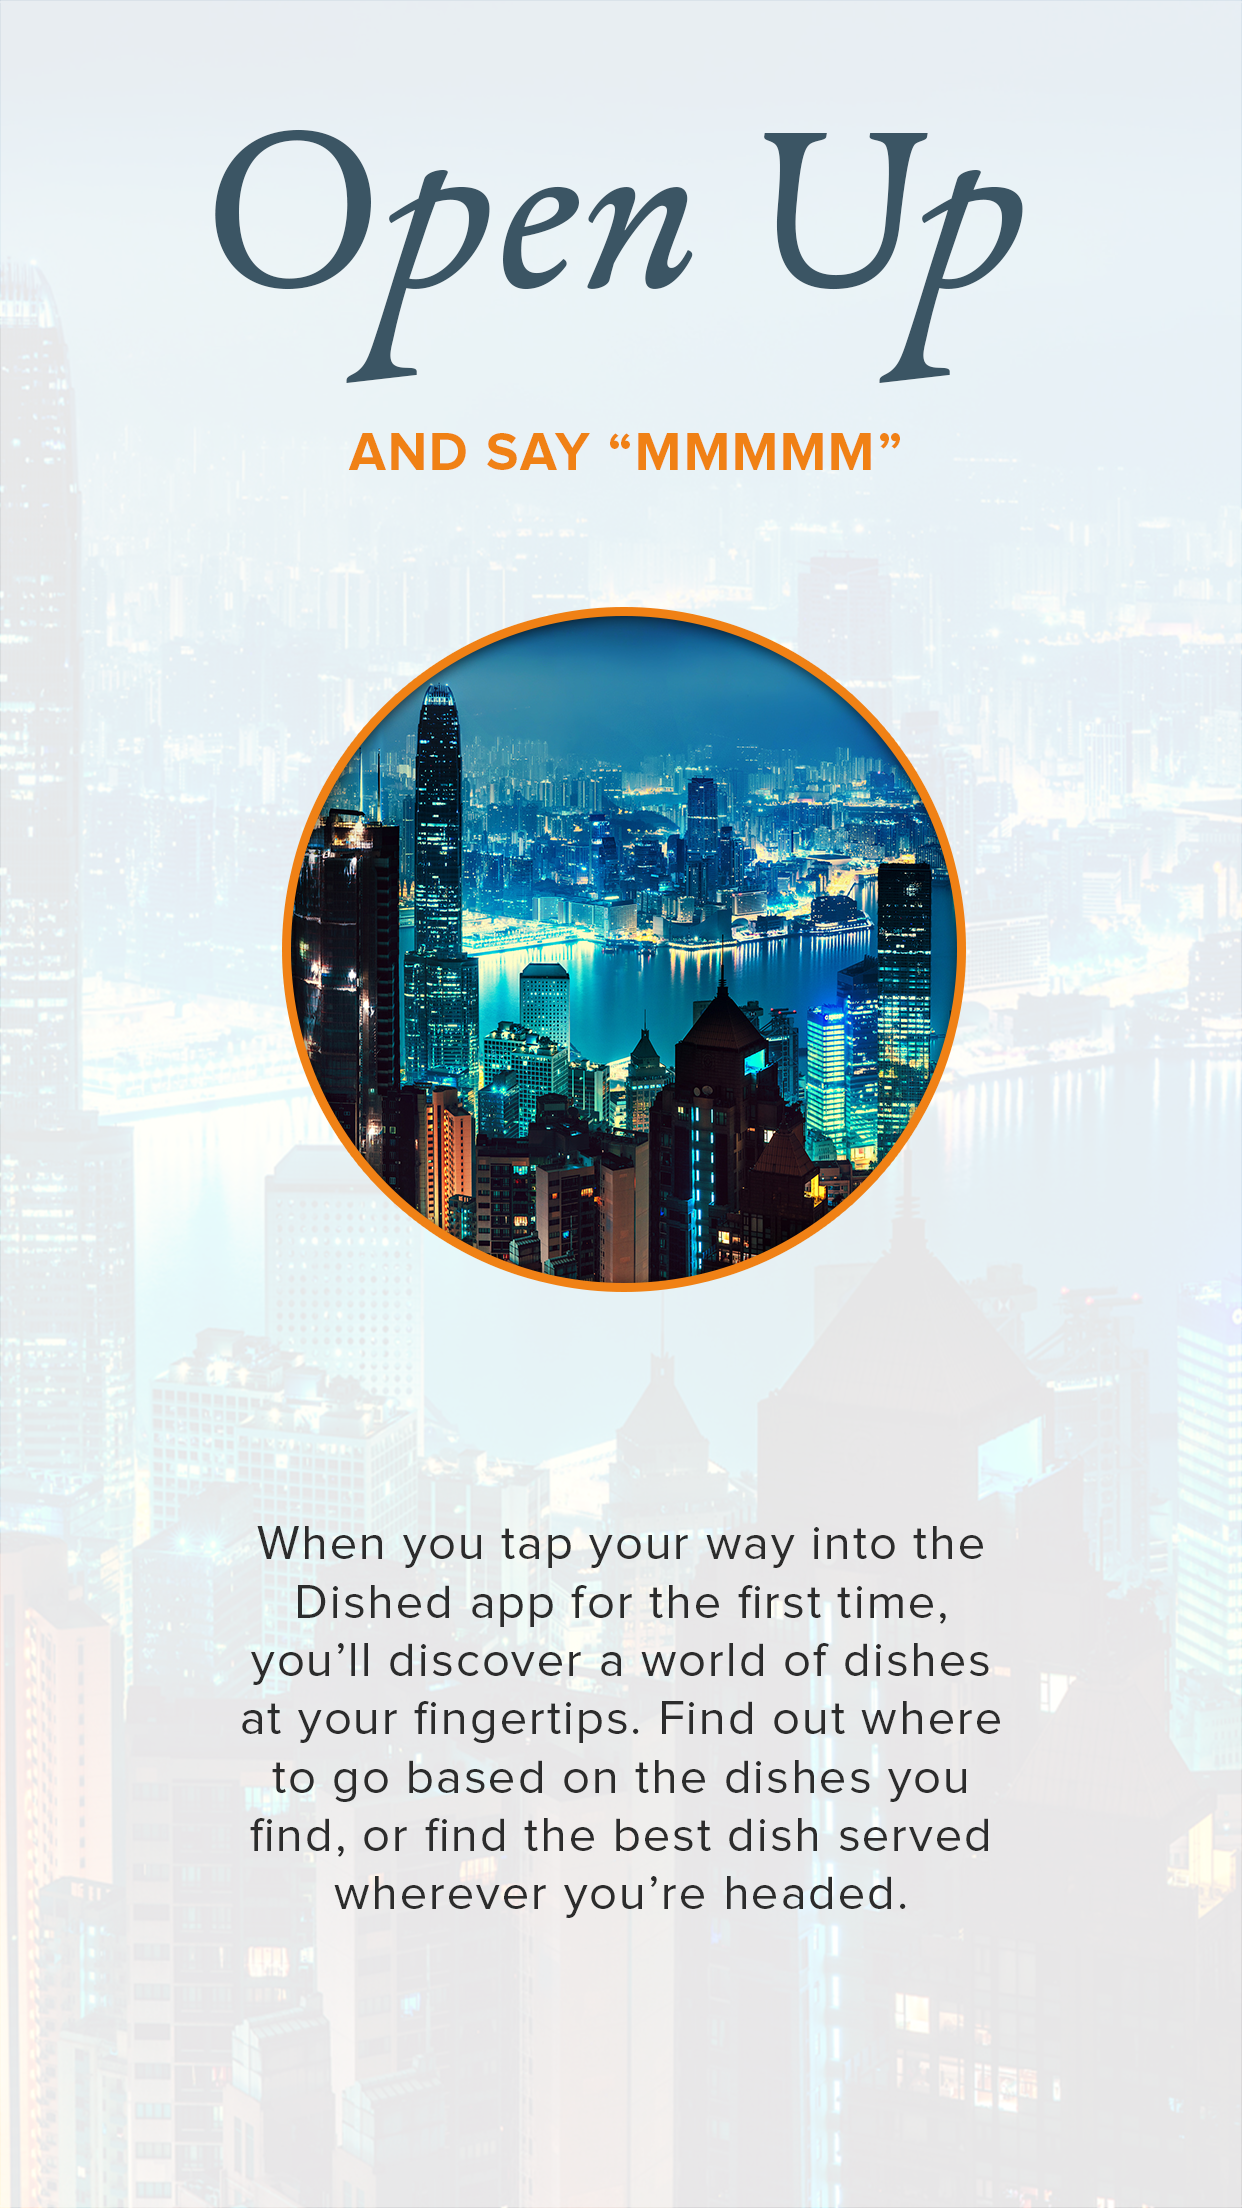 Open Up
AND SAY “MMMMM”
When you tap your way into the
Dished app for the first time,
you’ll discover a world of dishes
at your fingertips. Find out where
to go based on the dishes you
find, or find the best dish served
wherever you’re headed.